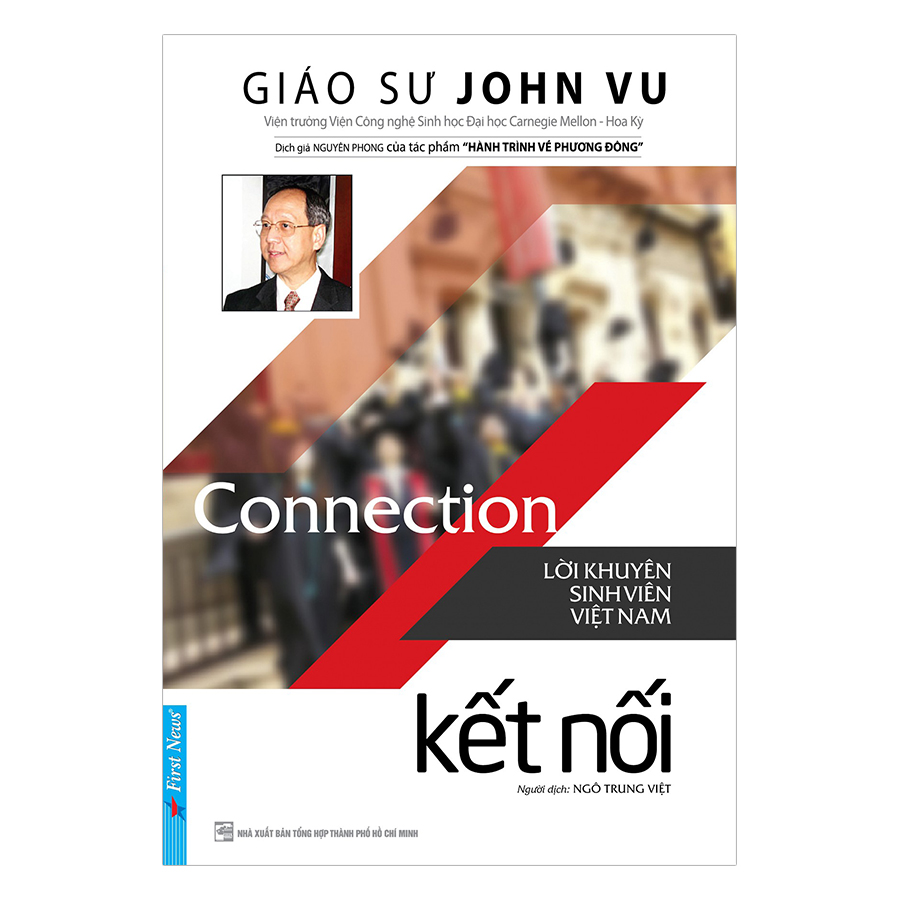 GIÁO SƯ JOHN VU
Viện trưởng Viện Công nghệ Sinh học Đại học Carnegie Mellon - Hoa Kỳ
Dịch giả NGUYÊN PHONG của tác phẩm “HÀNH TRÌNH VỀ PHƯƠNG ĐÔNG”
Connection
LỜI KHUYÊN
SINH VIÊN
VIỆT NAM
kết nối
Người dịch: NGÔ TRUNG VIỆT
First News®
NHÀ XUẤT BẢN TỔNG HỢP THÀNH PHỐ HỒ CHÍ MINH